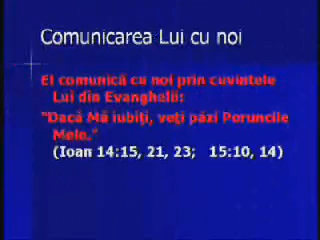 Comunicarea Lui cu noi
El comunică cu noi prin cuvintele
Lui din Evanghelii:
"Dacă Mă iubiţi, veţi păzi Poruncile
Mele."
(Ioan 14:15, 21, 23; 15:10, 14)